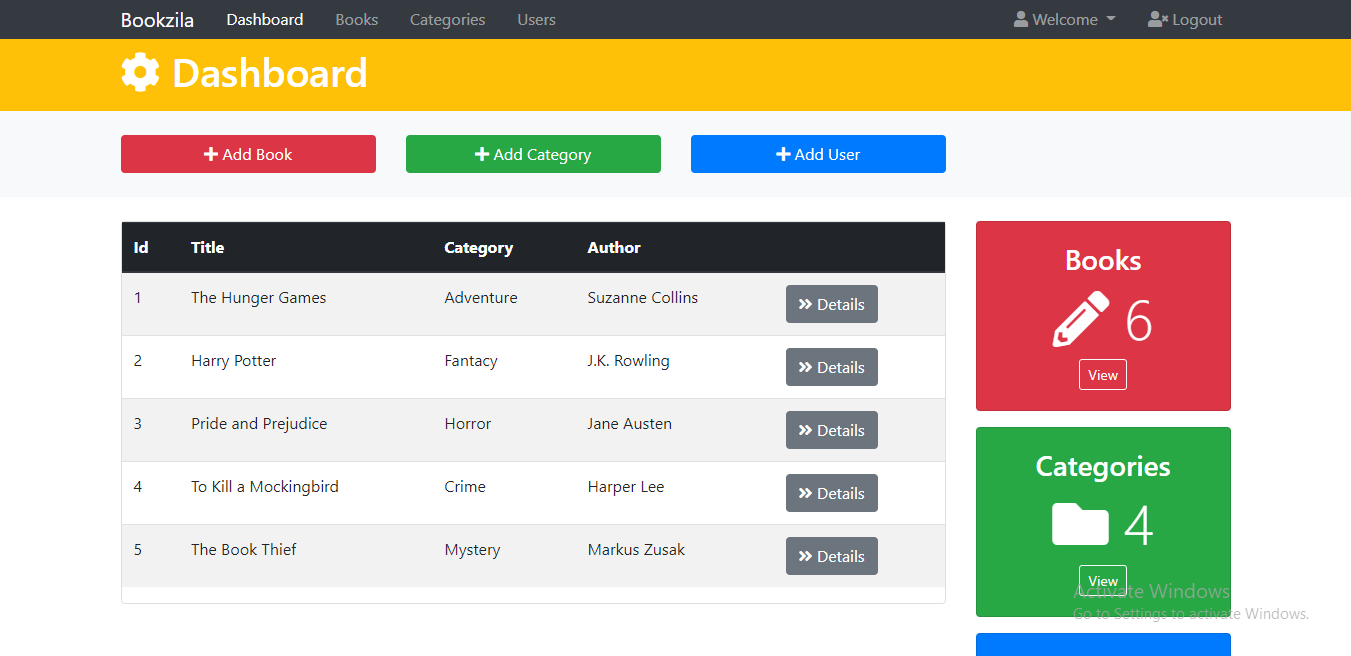 Bookzila Dashboard Books Categories Users Welcome Logout
Dashboard
Add Book Add Category Add User
Id Title Category Author
1 The Hunger Games Adventure Suzanne Collins Details
2 Harry Potter Fantacy J.K. Rowling Details
3 Pride and Prejudice Horror Jane Austen Details
4 To Kill a Mockingbird Crime Harper Lee Details
5 The Book Thief Mystery Markus Zusak Details
Books
6
View
Categories
4
View
Activate Windows
Go to Settings to activate Windows.